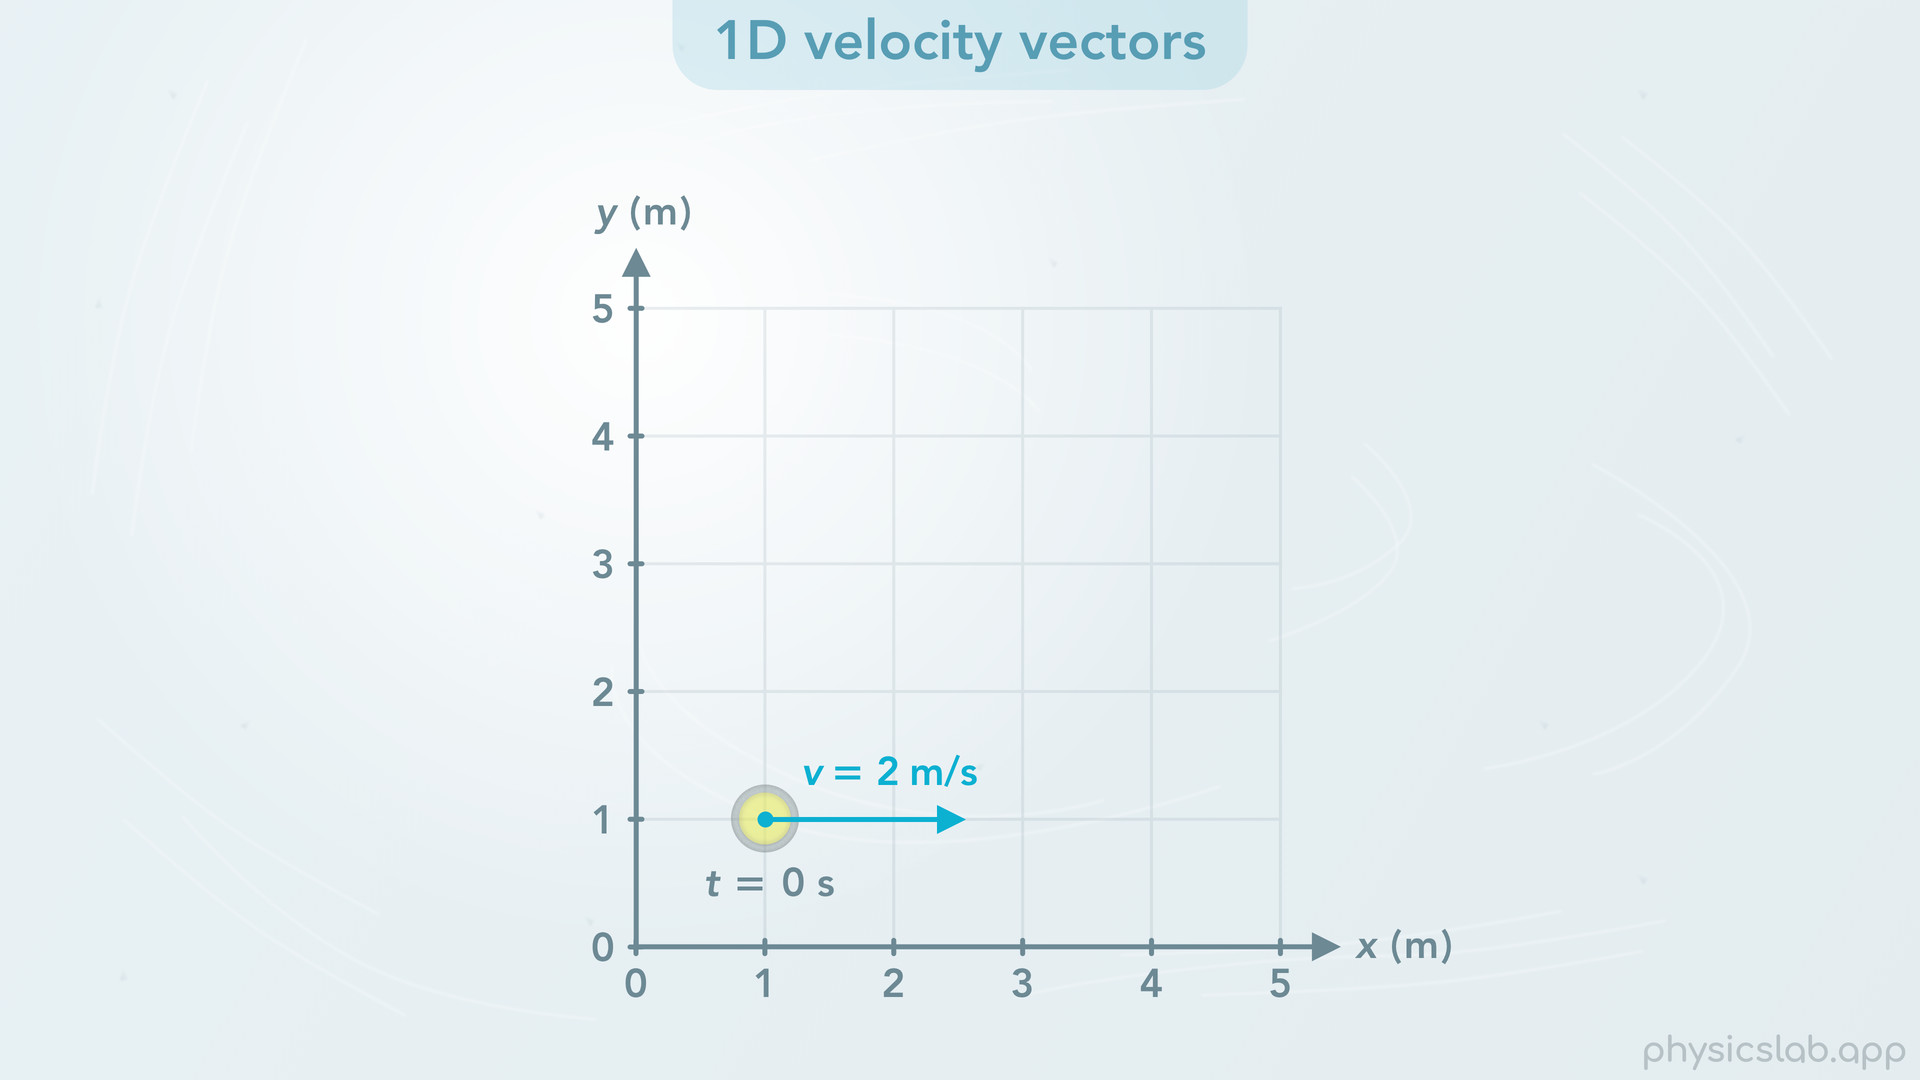 1D velocity vectors
y (m)
5
4
3
2
v = 2 m/s
1
t = 0 s
0
x (m)
0 1 2 3 4 5
physicslab.app